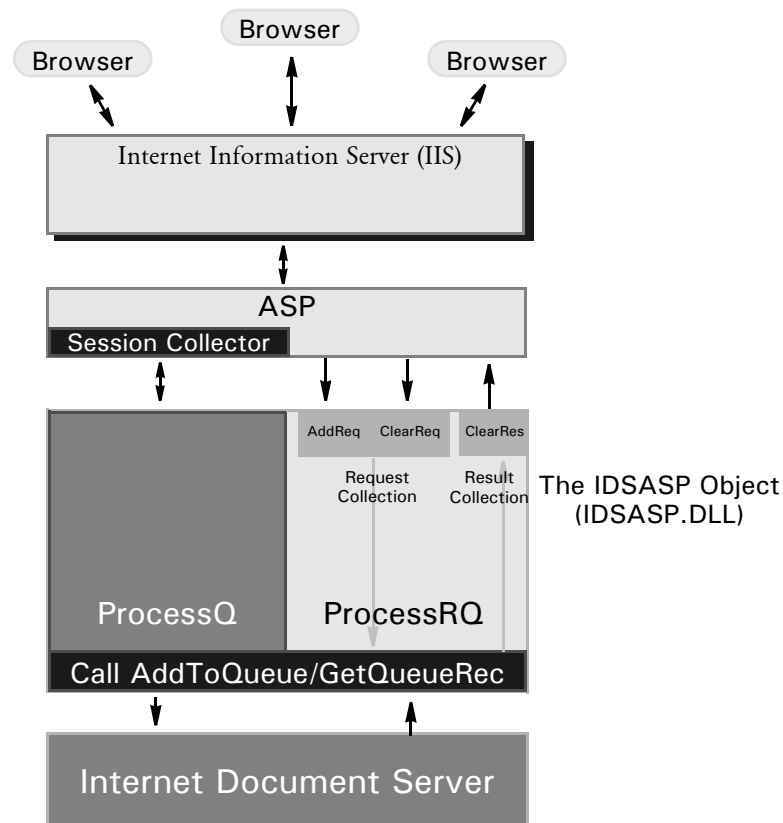 Browser
Browser
Browser
Internet Information Server (IIS)
ASP
Session Collector
AddReq
ClearReq
ClearRes
Request
Collection
Result
Collection
The IDSASP Object
(IDSASP.DLL)
ProcessQ
ProcessRQ
Call AddToQueue/GetQueueRec
Internet Document Server